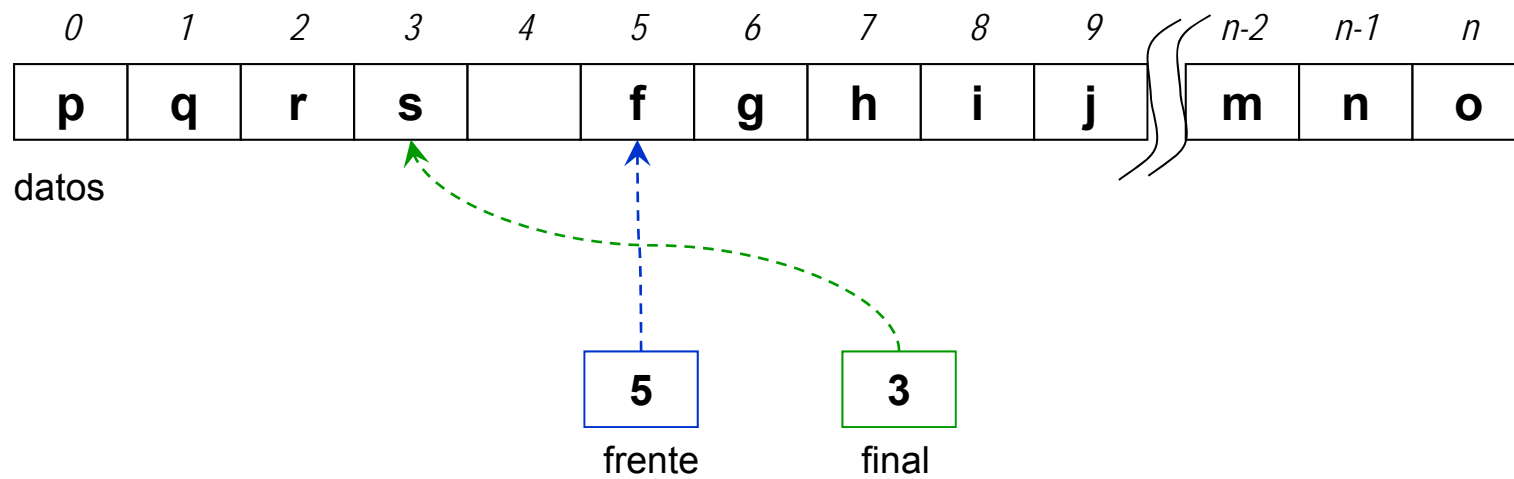 0 1 2 3 4 5 6 7 8 9 n-2 n-1 n
p q r s f g h i j m n o
datos
5 3
frente final